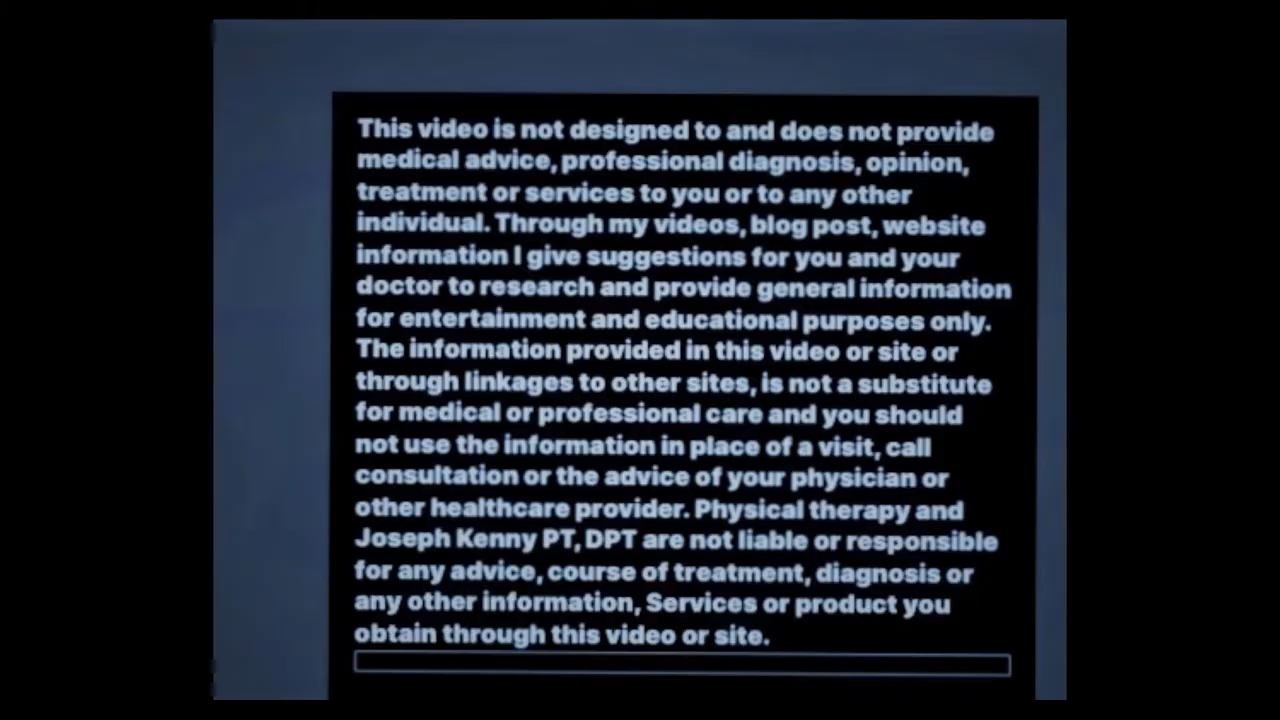 This video is not designed to and does not provide
medical advice, professional diagnosis, opinion,
treatment or services to you or to any other
individual. Through my videos, blog post, website
information I give suggestions for you and your
doctor to research and provide general information
for entertainment and educational purposes only.
The information provided in this video or site or
through linkages to other sites, is not a substitute
for medical or professional care and you should
not use the information in place of a visit, call
consultation or the advice of your physician or
other healthcare provider. Physical therapy and
Joseph Kenny PT, DPT are not liable or responsible
for any advice, course of treatment, diagnosis or
any other information, Services or product you
obtain through this video or site.